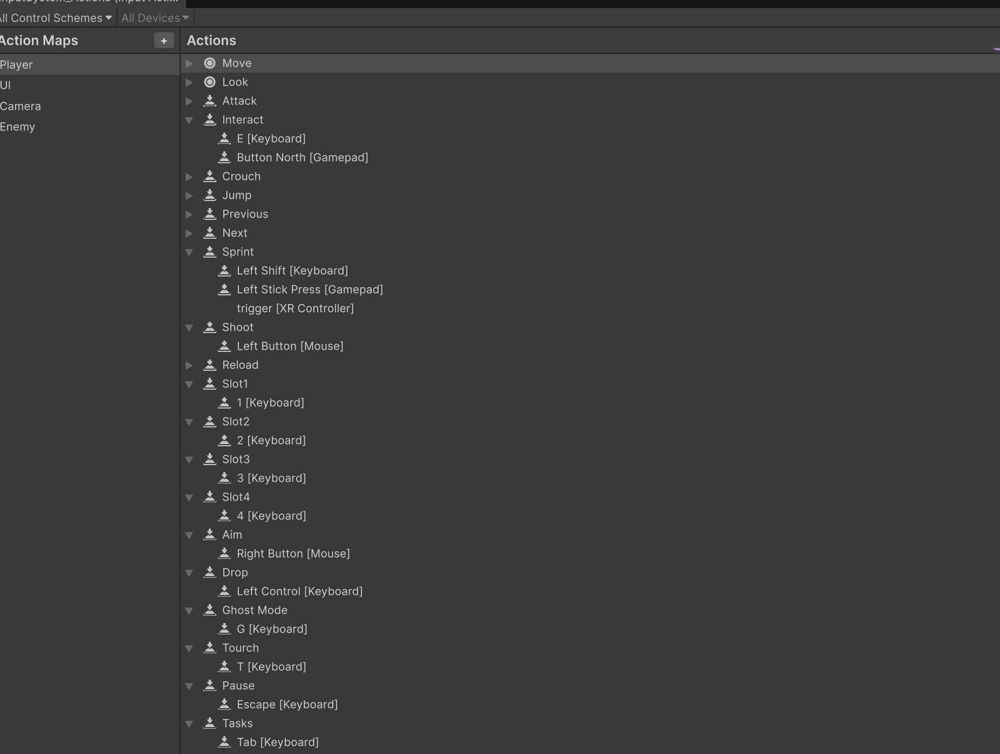 All Control Schemes
All Devices
Action Maps
+
Actions
Player
UI
Camera
Enemy
Move
Look
Attack
Interact
E [Keyboard]
Button North [Gamepad]
Crouch
Jump
Previous
Next
Sprint
Left Shift [Keyboard]
Left Stick Press [Gamepad]
trigger [XR Controller]
Shoot
Left Button [Mouse]
Reload
Slot1
1 [Keyboard]
Slot2
2 [Keyboard]
Slot3
3 [Keyboard]
Slot4
4 [Keyboard]
Aim
Right Button [Mouse]
Drop
Left Control [Keyboard]
Ghost Mode
G [Keyboard]
Tourch
T [Keyboard]
Pause
Escape [Keyboard]
Tasks
Tab [Keyboard]